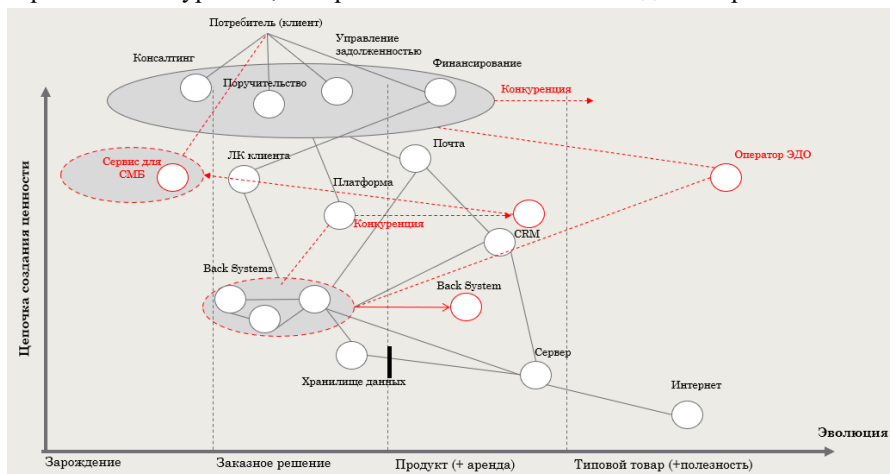 Потребитель (клиент)
Управление
задолженностью
Консалтинг
Финансирование
Поручительство
Конкуренция
Почта
ЛК клиента
Оператор ЭДО
Сервис для
СМБ
Платформа
Конкуренция
CRM
Back Systems
Back System
Сервер
Хранилище данных
Интернет
Цепочка создания ценности
Эволюция
Зарождение
Заказное решение
Продукт (+ аренда)
Типовой товар (+полезность)